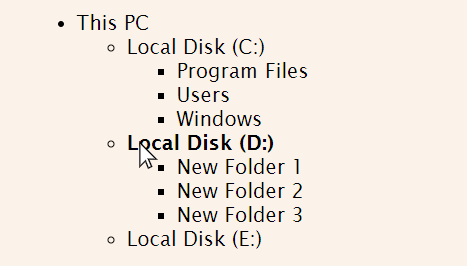 This PC
Local Disk (C:)
Program Files
Users
Windows
Local Disk (D:)
New Folder 1
New Folder 2
New Folder 3
Local Disk (E:)